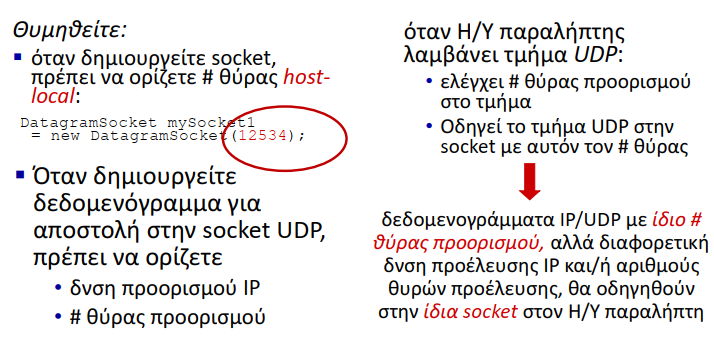 Θυμηθείτε:
όταν δημιουργείτε socket,
πρέπει να ορίζετε # θύρας host-
local:
DatagramSocket mySocket1
= new DatagramSocket(12534);
Όταν δημιουργείτε
δεδομενόγραμμα για
αποστολή στην socket UDP,
πρέπει να ορίζετε
• δνση προορισμού IP
• # θύρας προορισμού
όταν Η/Υ παραλήπτης
λαμβάνει τμήμα UDP:
• ελέγχει # θύρας προορισμού
στο τμήμα
• Οδηγεί το τμήμα UDP στην
socket με αυτόν τον # θύρας
δεδομενογράμματα IP/UDP με ίδιο #
θύρας προορισμού, αλλά διαφορετική
δνση προέλευσης IP και/ή αριθμούς
θυρών προέλευσης, θα οδηγηθούν
στην ίδια socket στον Η/Υ παραλήπτη